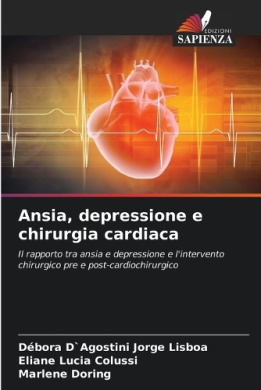 EDIZIONI
SAPIENZA
Ansia, depressione e
chirurgia cardiaca
Il rapporto tra ansia e depressione e l'intervento
chirurgico pre e post-cardiochirurgico
Débora D`Agostini Jorge Lisboa
Eliane Lucia Colussi
Marlene Doring